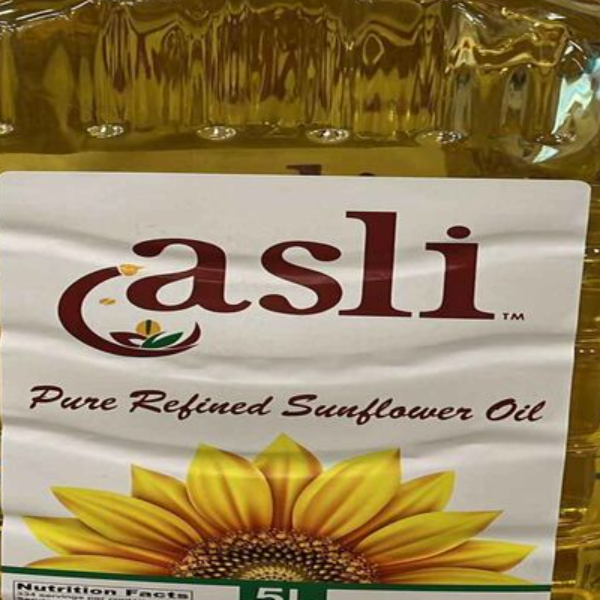 asli™
Pure Refined Sunflower Oil
Nutrition Facts
5L